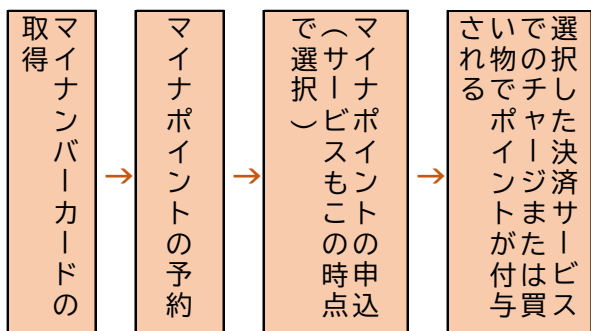 マイナンバーカードの
取得
→
マイナポイントの予約
→
マイナポイントの申込
（サービスもこの時点
で選択）
→
選択した決済サービス
でのチャージまたは買
い物でポイントが付与
される